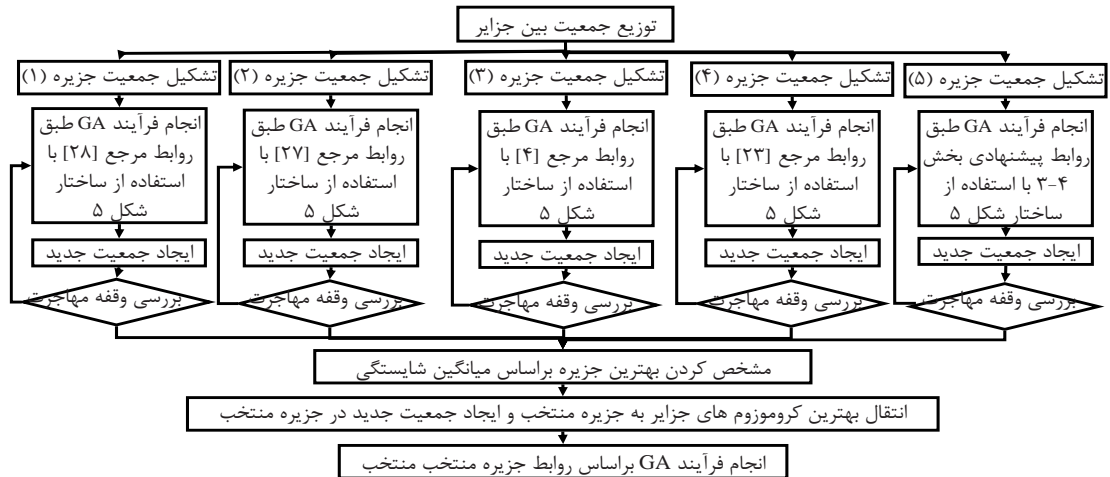 توزیع جمعیت بین جزایر
تشکیل جمعیت جزیره (۱)
انجام فرآیند GA طبق
روابط مرجع [۲۸] با
استفاده از ساختار
شکل ۵
ایجاد جمعیت جدید
بررسی وقفه مهاجرت
تشکیل جمعیت جزیره (۲)
انجام فرآیند GA طبق
روابط مرجع [۲۷] با
استفاده از ساختار
شکل ۵
ایجاد جمعیت جدید
بررسی وقفه مهاجرت
تشکیل جمعیت جزیره (۳)
انجام فرآیند GA طبق
روابط مرجع [۴] با
استفاده از ساختار
شکل ۵
ایجاد جمعیت جدید
بررسی وقفه مهاجرت
تشکیل جمعیت جزیره (۴)
انجام فرآیند GA طبق
روابط مرجع [۲۳] با
استفاده از ساختار
شکل ۵
ایجاد جمعیت جدید
بررسی وقفه مهاجرت
تشکیل جمعیت جزیره (۵)
انجام فرآیند GA طبق
روابط پیشنهادی بخش
۳-۴ با استفاده از
ساختار شکل ۵
ایجاد جمعیت جدید
بررسی وقفه مهاجرت
مشخص کردن بهترین جزیره براساس میانگین شایستگی
انتقال بهترین کروموزوم های جزایر به جزیره منتخب و ایجاد جمعیت جدید در جزیره منتخب
انجام فرآیند GA براساس روابط جزیره منتخب منتخب